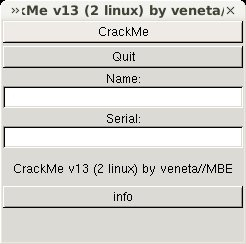 »‹Me v13 (2 linux) by veneta/
CrackMe
Quit
Name:
Serial:
CrackMe v13 (2 linux) by veneta//MBE
info